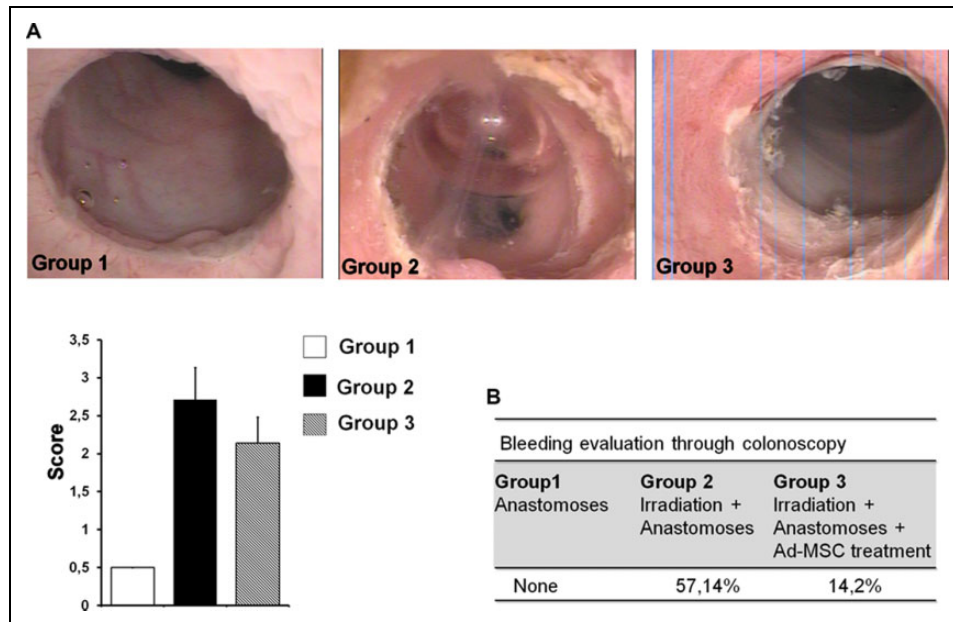 A
Group 1
Group 2
Group 3
3,5
3
2,5
2
1,5
1
0,5
0
Score
Group 1
Group 2
Group 3
B
Bleeding evaluation through colonoscopy
Group1 Group 2 Group 3
Anastomoses Irradiation + Irradiation +
Anastomoses Anastomoses +
Ad-MSC treatment
None 57,14% 14,2%